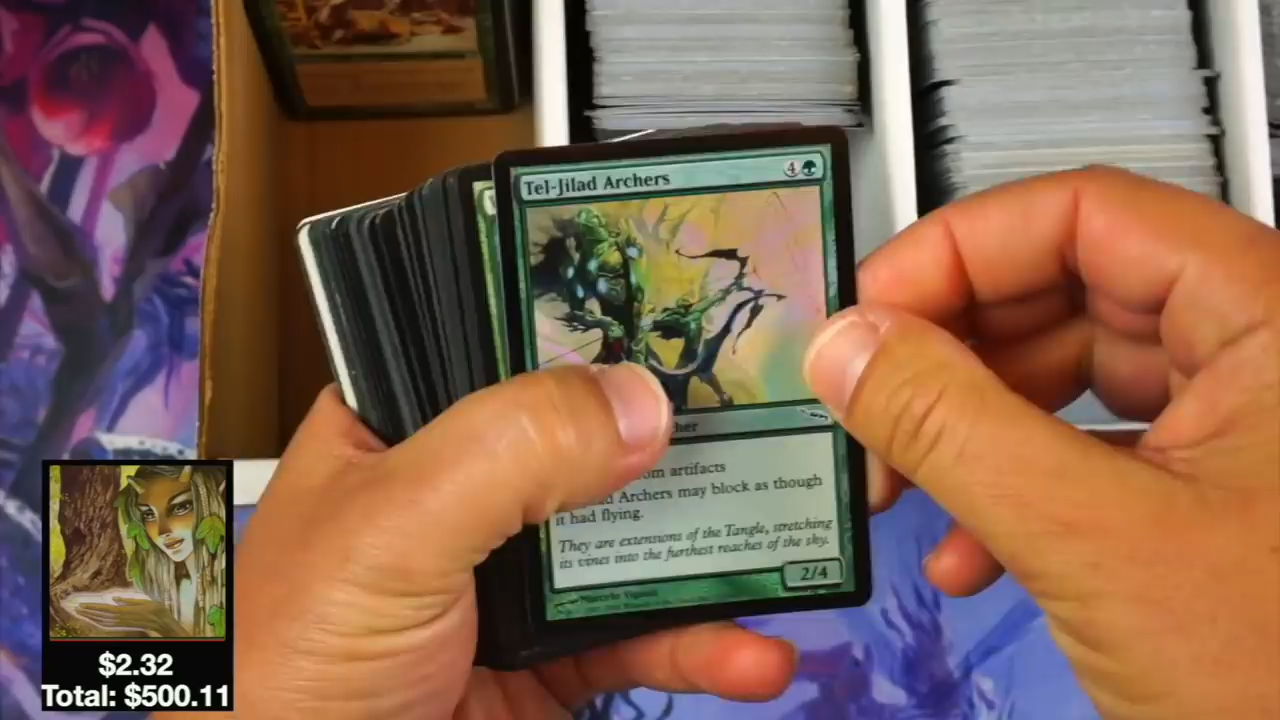 Tel-Jilad Archers
4
her
om artifacts
d Archers may block as though
it had flying.
They are extensions of the Tangle, stretching
its vines into the furthest reaches of the sky.
2/4
$2.32
Total: $500.11